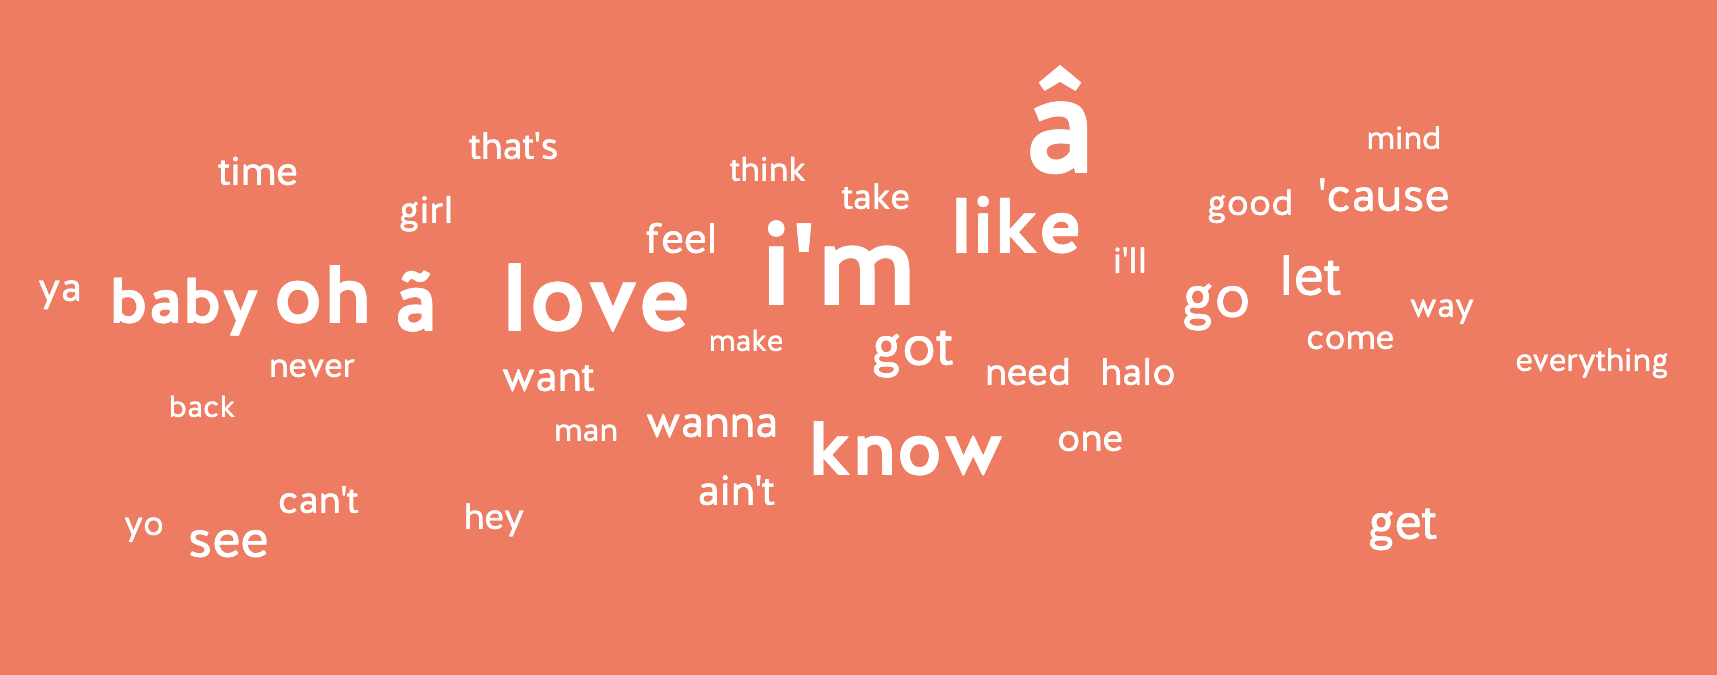 â
mind
that's
time
think
take
'cause
good
girl
like
feel
i'm
i'll
let
ya
baby
oh
ã
love
go
way
make
got
come
never
want
need
halo
everything
back
man
wanna
know
one
can't
ain't
yo
see
hey
get